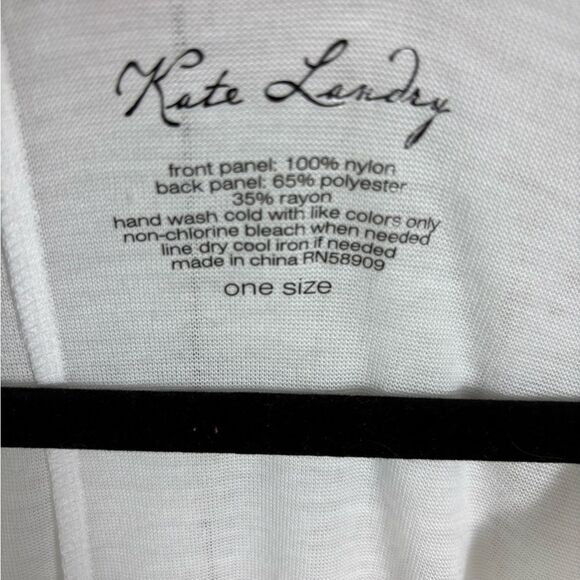 Kate Landry
front panel: 100% nylon
back panel: 65% polyester
35% rayon
hand wash cold with like colors only
non-chlorine bleach when needed
line dry cool iron if needed
made in china RN58909
one size